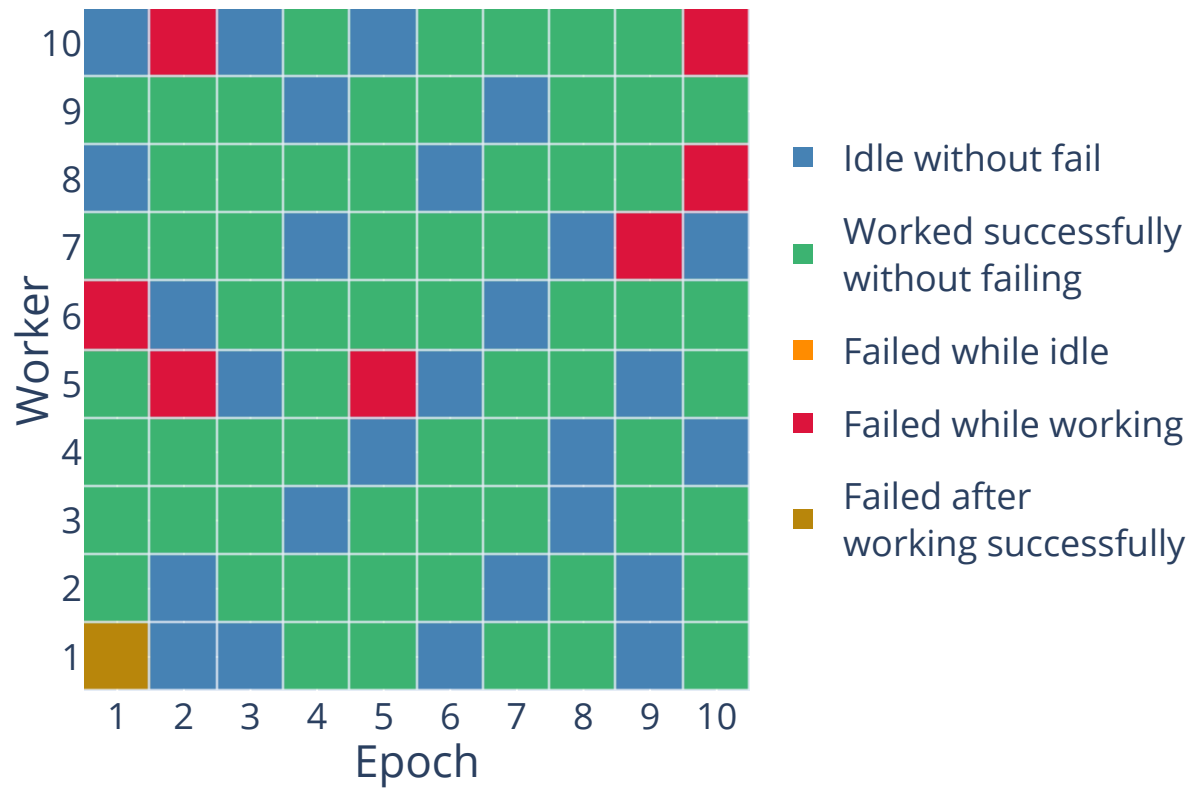 10
9
8
7
6
5
4
3
2
1
Worker
1 2 3 4 5 6 7 8 9 10
Epoch
Idle without fail
Worked successfully
without failing
Failed while idle
Failed while working
Failed after
working successfully